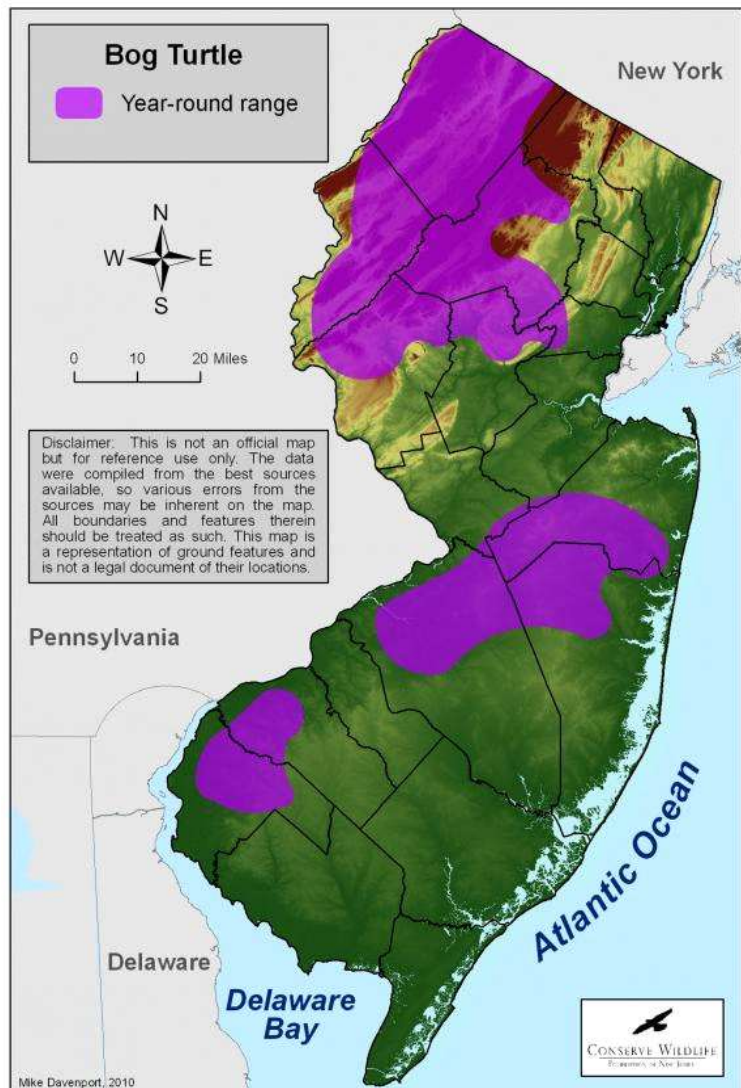 Bog Turtle
Year-round range
New York
N
W E
S
0 10 20 Miles
Disclaimer: This is not an official map
but for reference use only. The data
were compiled from the best sources
available, so various errors from the
sources may be inherent on the map.
All boundaries and features therein
should be treated as such. This map is
a representation of ground features and
is not a legal document of their locations.
Pennsylvania
Atlantic Ocean
Delaware
Delaware
Bay
CONSERVE WILDLIFE
FOUNDATION OF NEW JERSEY
Mike Davenport, 2010